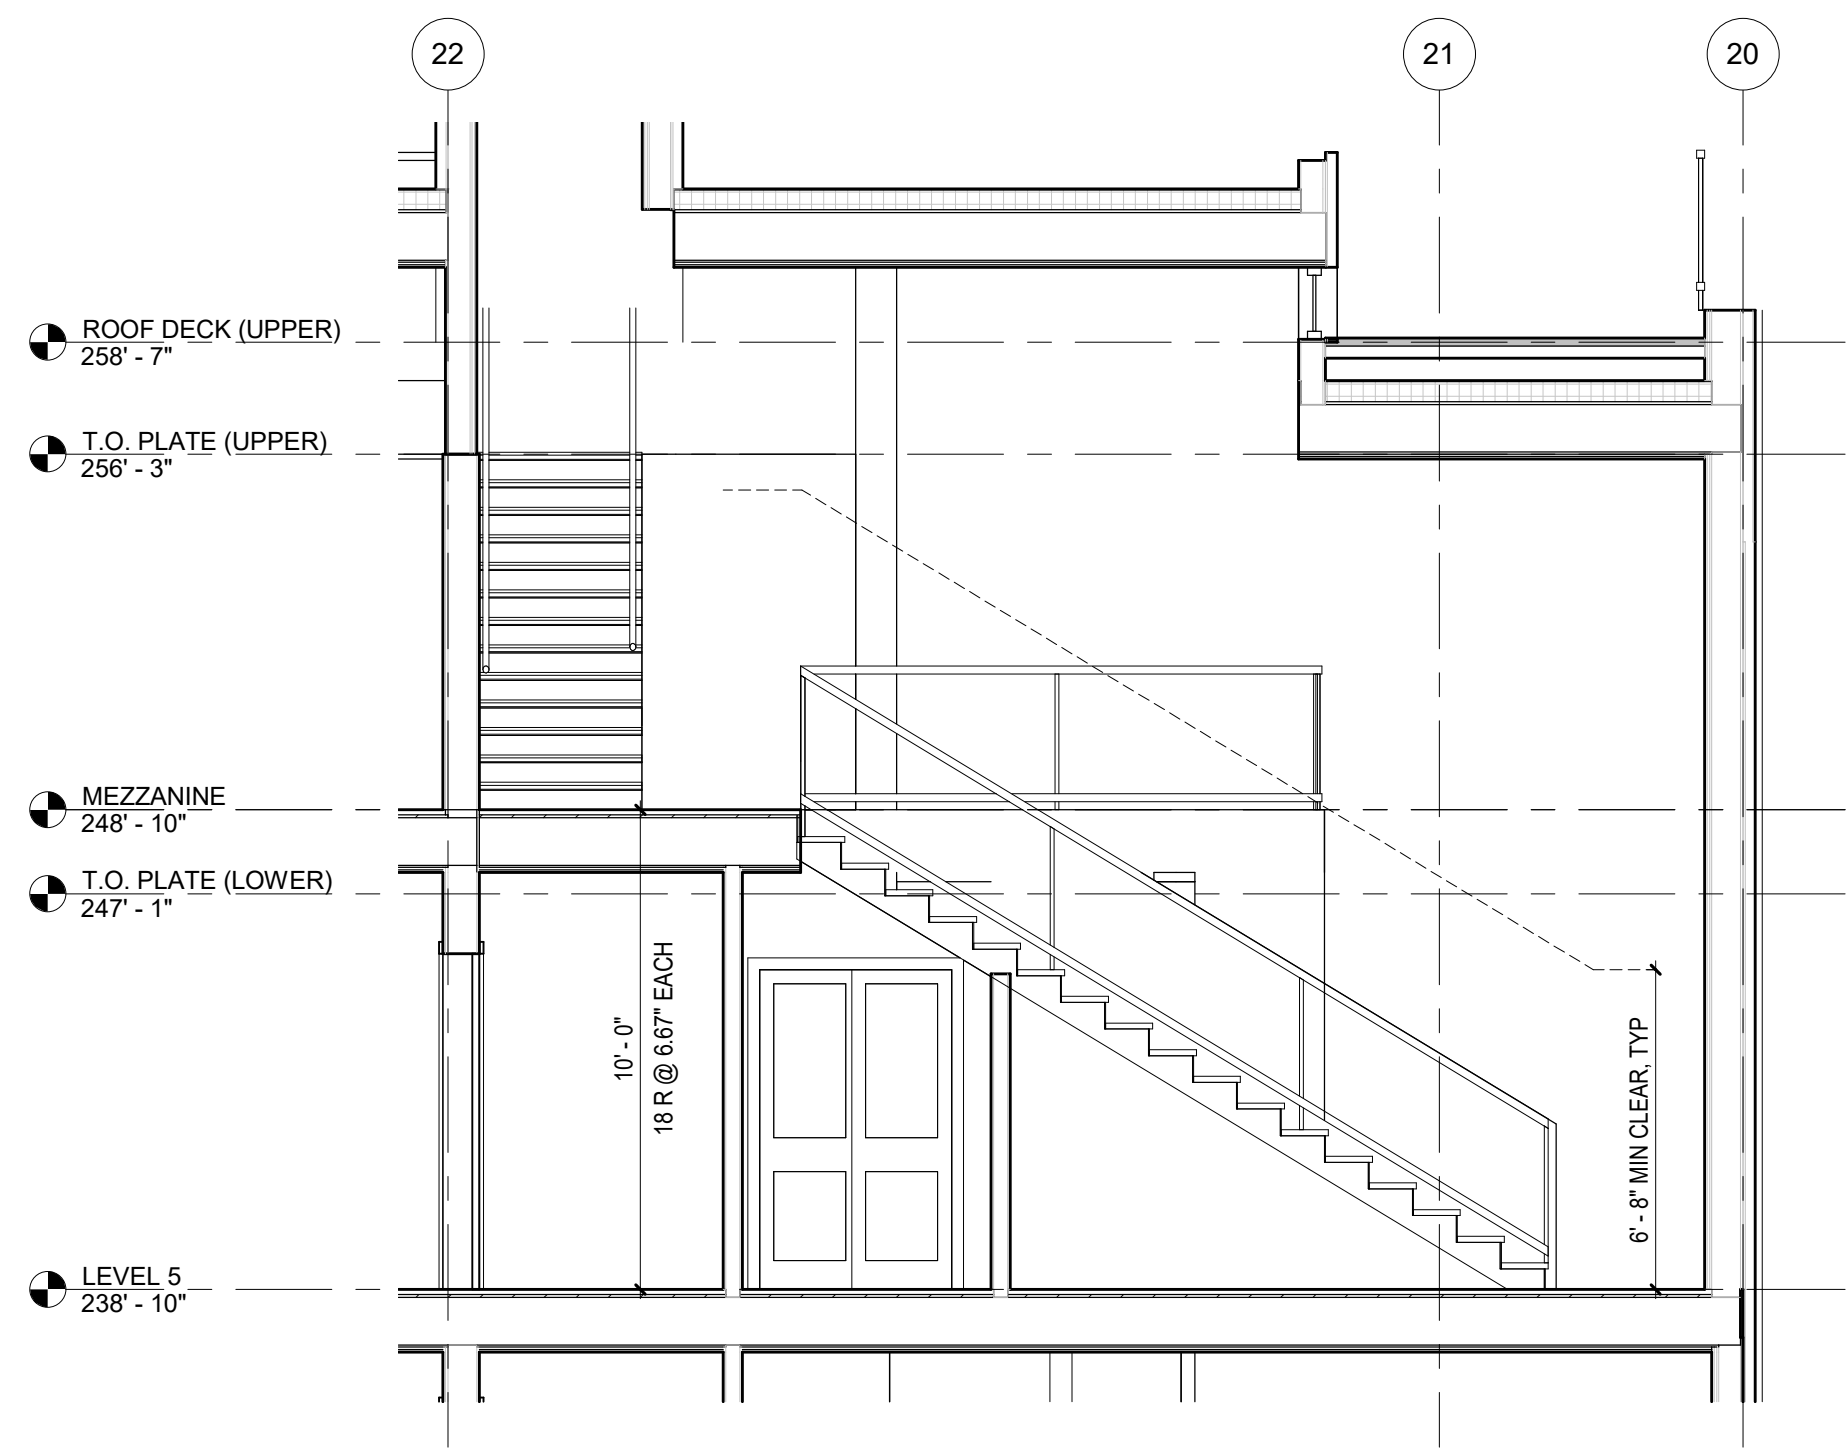 22
21
20
ROOF DECK (UPPER)
258' - 7"
T.O. PLATE (UPPER)
256' - 3"
MEZZANINE
248' - 10"
T.O. PLATE (LOWER)
247' - 1"
10' - 0"
18 R @ 6.67" EACH
6' - 8" MIN CLEAR, TYP
LEVEL 5
238' - 10"